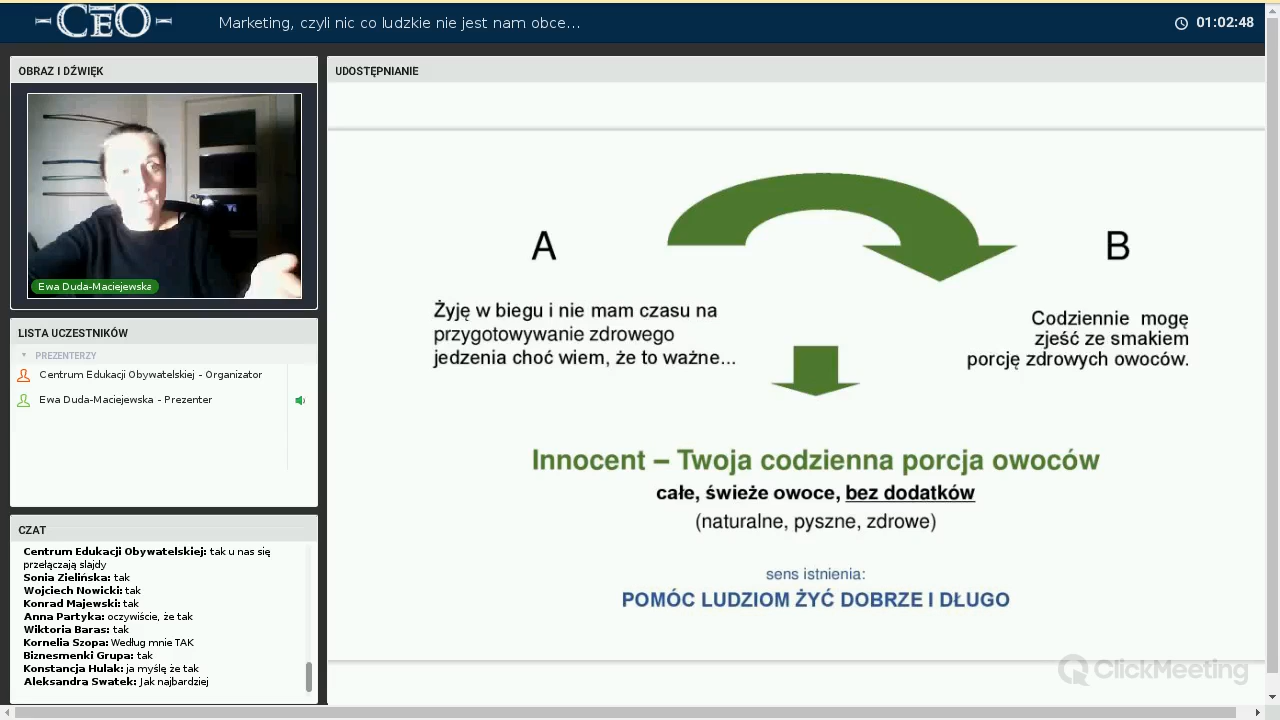 CEO
Marketing, czyli nic co ludzkie nie jest nam obce...
01:02:48
OBRAZ I DŹWIĘK
Ewa Duda-Maciejewska
LISTA UCZESTNIKÓW
PREZENTERZY
Centrum Edukacji Obywatelskiej - Organizator
Ewa Duda-Maciejewska - Prezenter
CZAT
Centrum Edukacji Obywatelskiej: tak u nas się
przełączają slajdy
Sonia Zielińska: tak
Wojciech Nowicki: tak
Konrad Majewski: tak
Anna Partyka: oczywiście, że tak
Wiktoria Baras: tak
Kornelia Szopa: Według mnie TAK
Biznesmenki Grupa: tak
Konstancja Hulak: ja myślę że tak
Aleksandra Swatek: Jak najbardziej
UDOSTĘPNIANIE
A
Żyję w biegu i nie mam czasu na
przygotowywanie zdrowego
jedzenia choć wiem, że to ważne...
B
Codziennie mogę
zjeść ze smakiem
porcję zdrowych owoców.
Innocent – Twoja codzienna porcja owoców
całe, świeże owoce, bez dodatków
(naturalne, pyszne, zdrowe)
sens istnienia:
POMÓC LUDZIOM ŻYĆ DOBRZE I DŁUGO
ClickMeeting